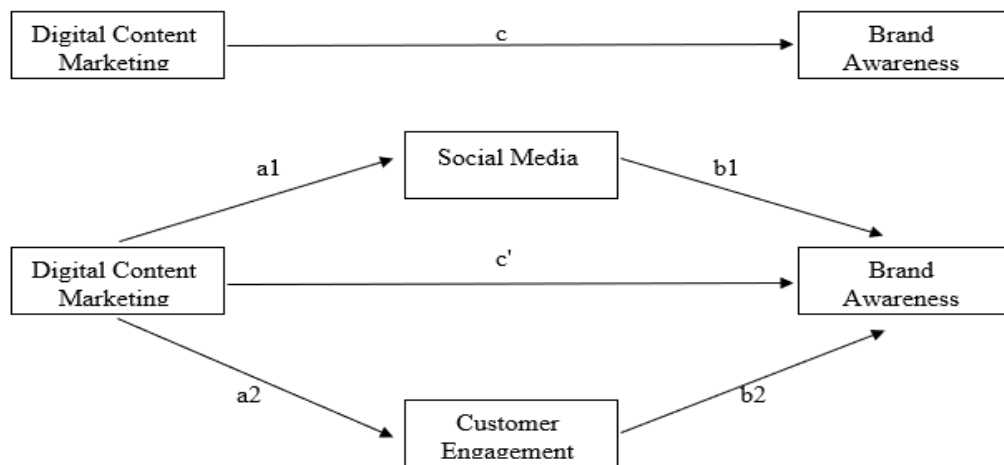 Digital Content
Marketing
c
Brand
Awareness
Social Media
a1
b1
Digital Content
Marketing
c'
Brand
Awareness
a2
b2
Customer
Engagement